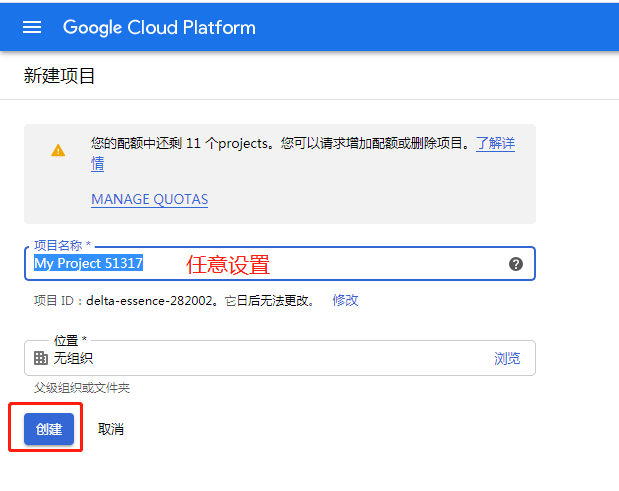 Google Cloud Platform
新建项目
您的配额中还剩 11 个projects。您可以请求增加配额或删除项目。了解详
情
MANAGE QUOTAS
项目名称 *
My Project 51317 任意设置
项目 ID：delta-essence-282002。它日后无法更改。 修改
位置 *
无组织 浏览
父级组织或文件夹
创建 取消